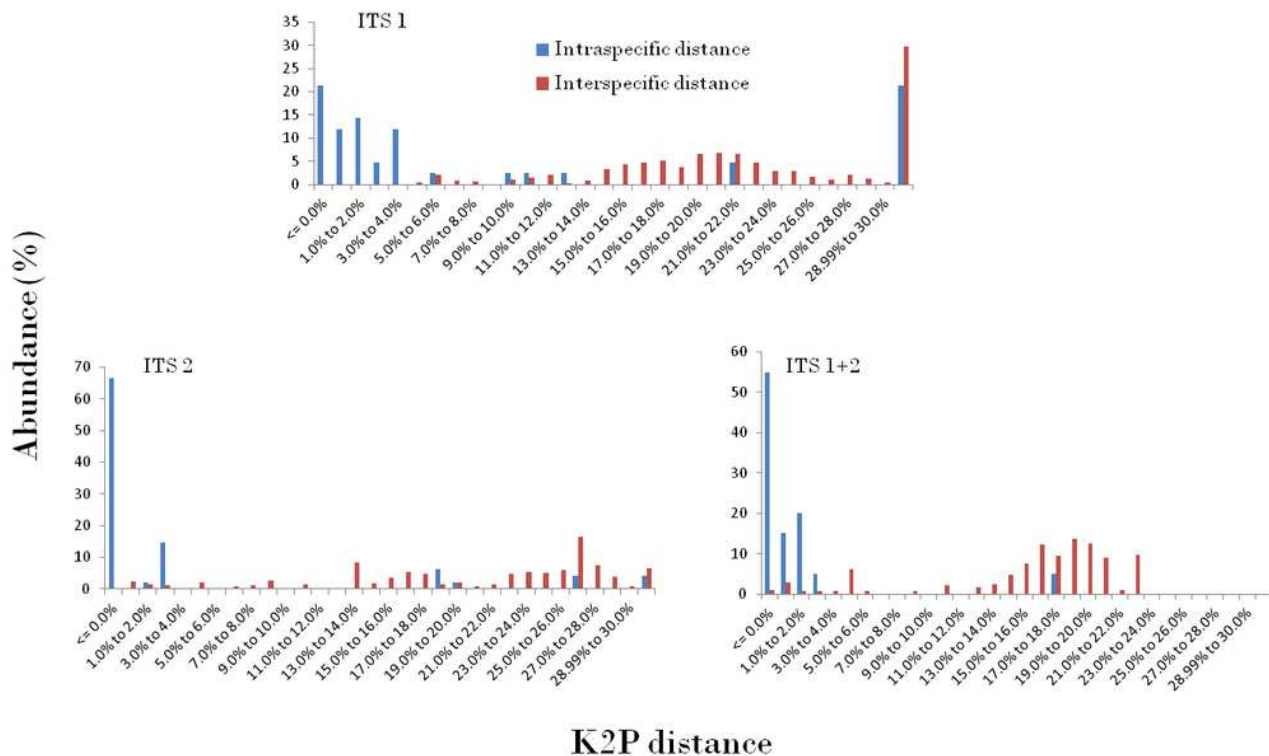 ITS 1
35
30
25
20
15
10
5
0
Intraspecific distance
Interspecific distance
<= 0.0%
1.0% to 2.0%
3.0% to 4.0%
5.0% to 6.0%
7.0% to 8.0%
9.0% to 10.0%
11.0% to 12.0%
13.0% to 14.0%
15.0% to 16.0%
17.0% to 18.0%
19.0% to 20.0%
21.0% to 22.0%
23.0% to 24.0%
25.0% to 26.0%
27.0% to 28.0%
28.99% to 30.0%
Abundance (%)
ITS 2
70
60
50
40
30
20
10
0
<= 0.0%
1.0% to 2.0%
3.0% to 4.0%
5.0% to 6.0%
7.0% to 8.0%
9.0% to 10.0%
11.0% to 12.0%
13.0% to 14.0%
15.0% to 16.0%
17.0% to 18.0%
19.0% to 20.0%
21.0% to 22.0%
23.0% to 24.0%
25.0% to 26.0%
27.0% to 28.0%
28.99% to 30.0%
ITS 1+2
60
50
40
30
20
10
0
<= 0.0%
1.0% to 2.0%
3.0% to 4.0%
5.0% to 6.0%
7.0% to 8.0%
9.0% to 10.0%
11.0% to 12.0%
13.0% to 14.0%
15.0% to 16.0%
17.0% to 18.0%
19.0% to 20.0%
21.0% to 22.0%
23.0% to 24.0%
25.0% to 26.0%
27.0% to 28.0%
28.99% to 30.0%
K2P distance